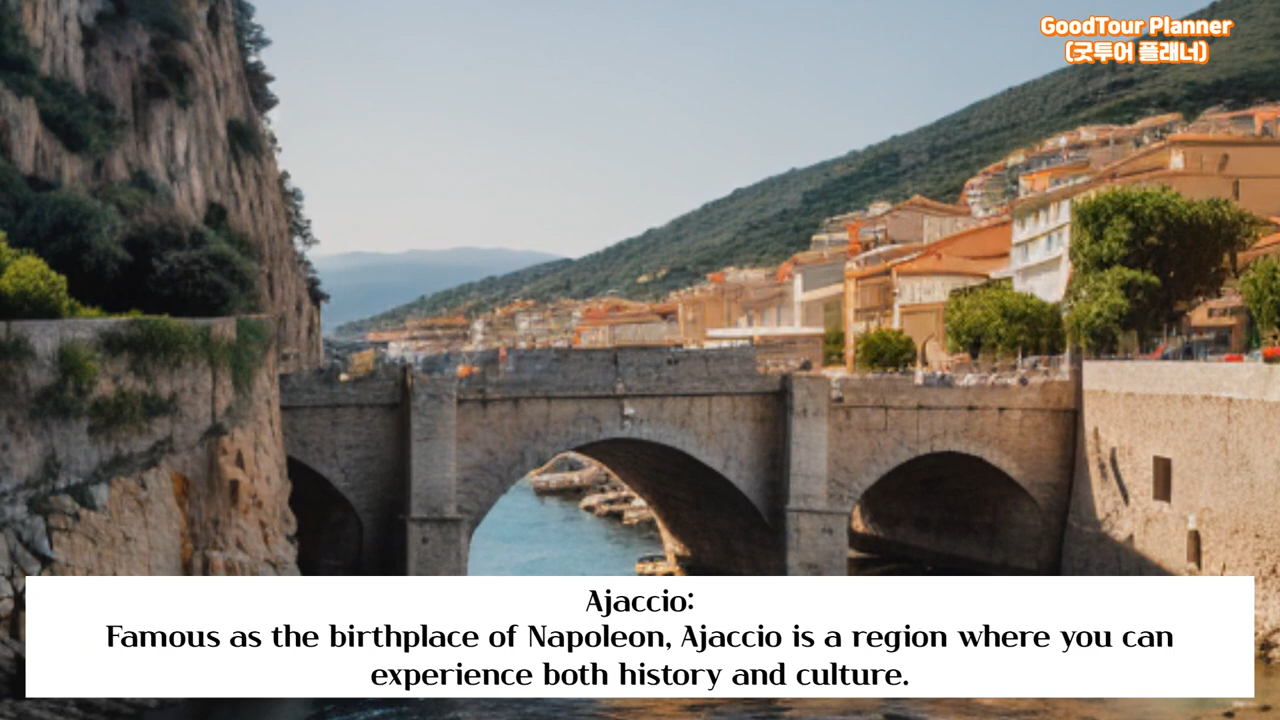 GoodTour Planner
(굿투어 플래너)
Ajaccio:
Famous as the birthplace of Napoleon, Ajaccio is a region where you can
experience both history and culture.